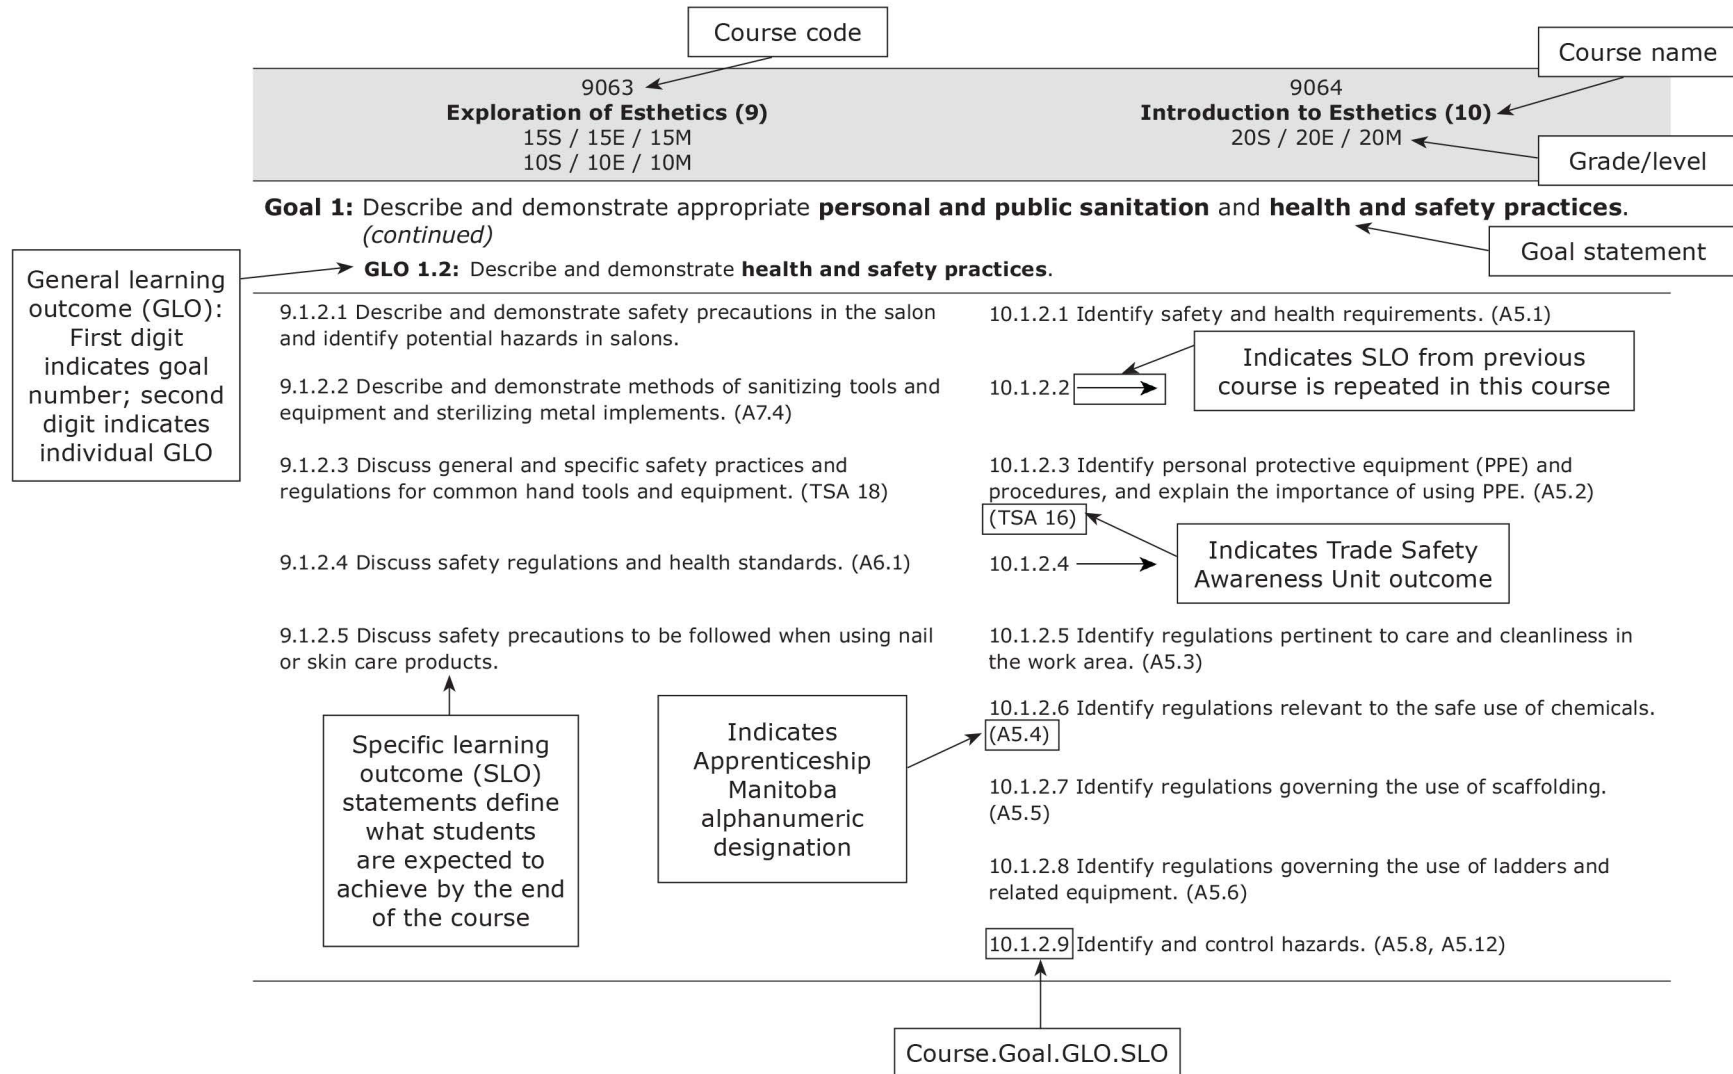 Course code
Course name
9063
Exploration of Esthetics (9)
15S / 15E / 15M
10S / 10E / 10M
9064
Introduction to Esthetics (10)
20S / 20E / 20M
Grade/level
Goal 1: Describe and demonstrate appropriate personal and public sanitation and health and safety practices.
(continued)
Goal statement
GLO 1.2: Describe and demonstrate health and safety practices.
General learning
outcome (GLO):
First digit
indicates goal
number; second
digit indicates
individual GLO
9.1.2.1 Describe and demonstrate safety precautions in the salon
and identify potential hazards in salons.
10.1.2.1 Identify safety and health requirements. (A5.1)
Indicates SLO from previous
course is repeated in this course
9.1.2.2 Describe and demonstrate methods of sanitizing tools and
equipment and sterilizing metal implements. (A7.4)
10.1.2.2
9.1.2.3 Discuss general and specific safety practices and
regulations for common hand tools and equipment. (TSA 18)
10.1.2.3 Identify personal protective equipment (PPE) and
procedures, and explain the importance of using PPE. (A5.2)
(TSA 16)
Indicates Trade Safety
Awareness Unit outcome
9.1.2.4 Discuss safety regulations and health standards. (A6.1)
10.1.2.4
9.1.2.5 Discuss safety precautions to be followed when using nail
or skin care products.
10.1.2.5 Identify regulations pertinent to care and cleanliness in
the work area. (A5.3)
Specific learning
outcome (SLO)
statements define
what students
are expected to
achieve by the end
of the course
Indicates
Apprenticeship
Manitoba
alphanumeric
designation
10.1.2.6 Identify regulations relevant to the safe use of chemicals.
(A5.4)
10.1.2.7 Identify regulations governing the use of scaffolding.
(A5.5)
10.1.2.8 Identify regulations governing the use of ladders and
related equipment. (A5.6)
10.1.2.9 Identify and control hazards. (A5.8, A5.12)
Course.Goal.GLO.SLO